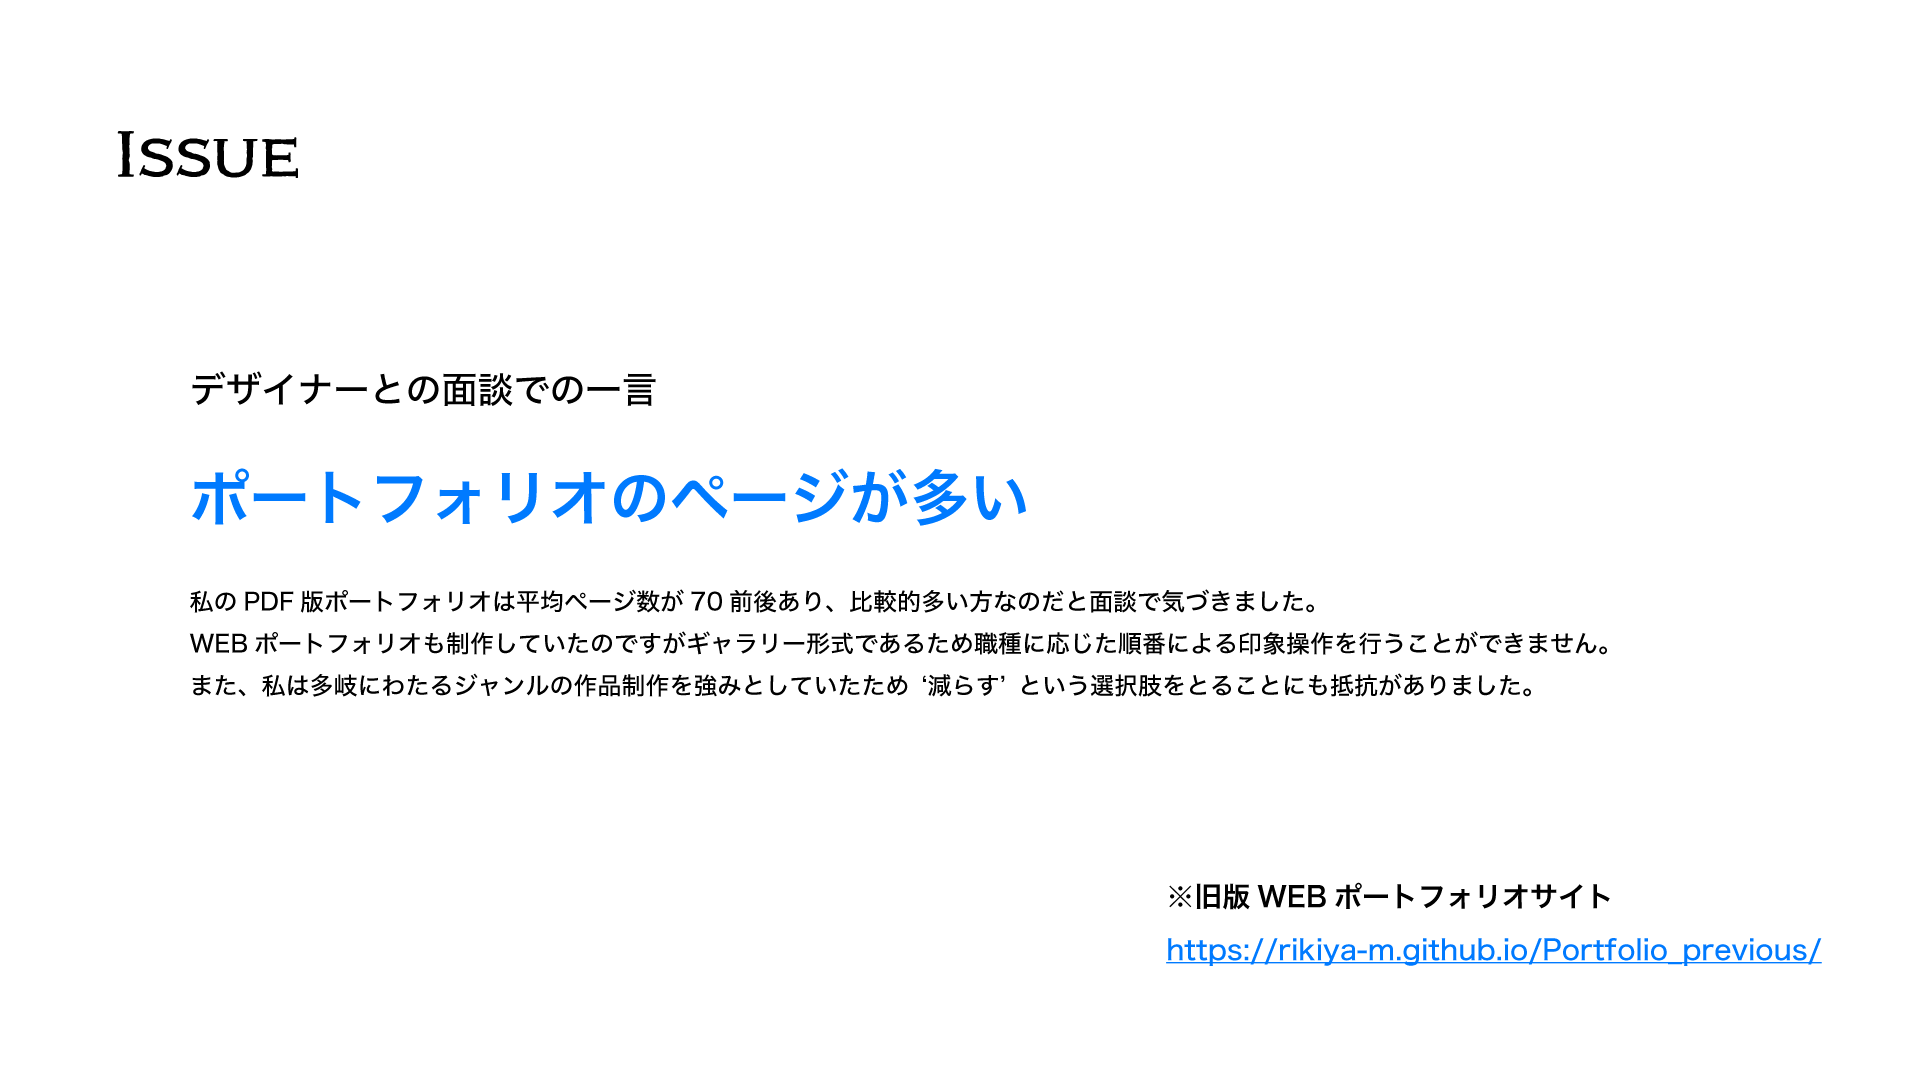 ISSUE
デザイナーとの面談での一言
ポートフォリオのページが多い
私の PDF 版ポートフォリオは平均ページ数が 70 前後あり、比較的多い方なのだと面談で気づきました。
WEB ポートフォリオも制作していたのですがギャラリー形式であるため職種に応じた順番による印象操作を行うことができません。
また、私は多岐にわたるジャンルの作品制作を強みとしていたため ‘減らす’ という選択肢をとることにも抵抗がありました。
※旧版 WEB ポートフォリオサイト
https://rikiya-m.github.io/Portfolio_previous/